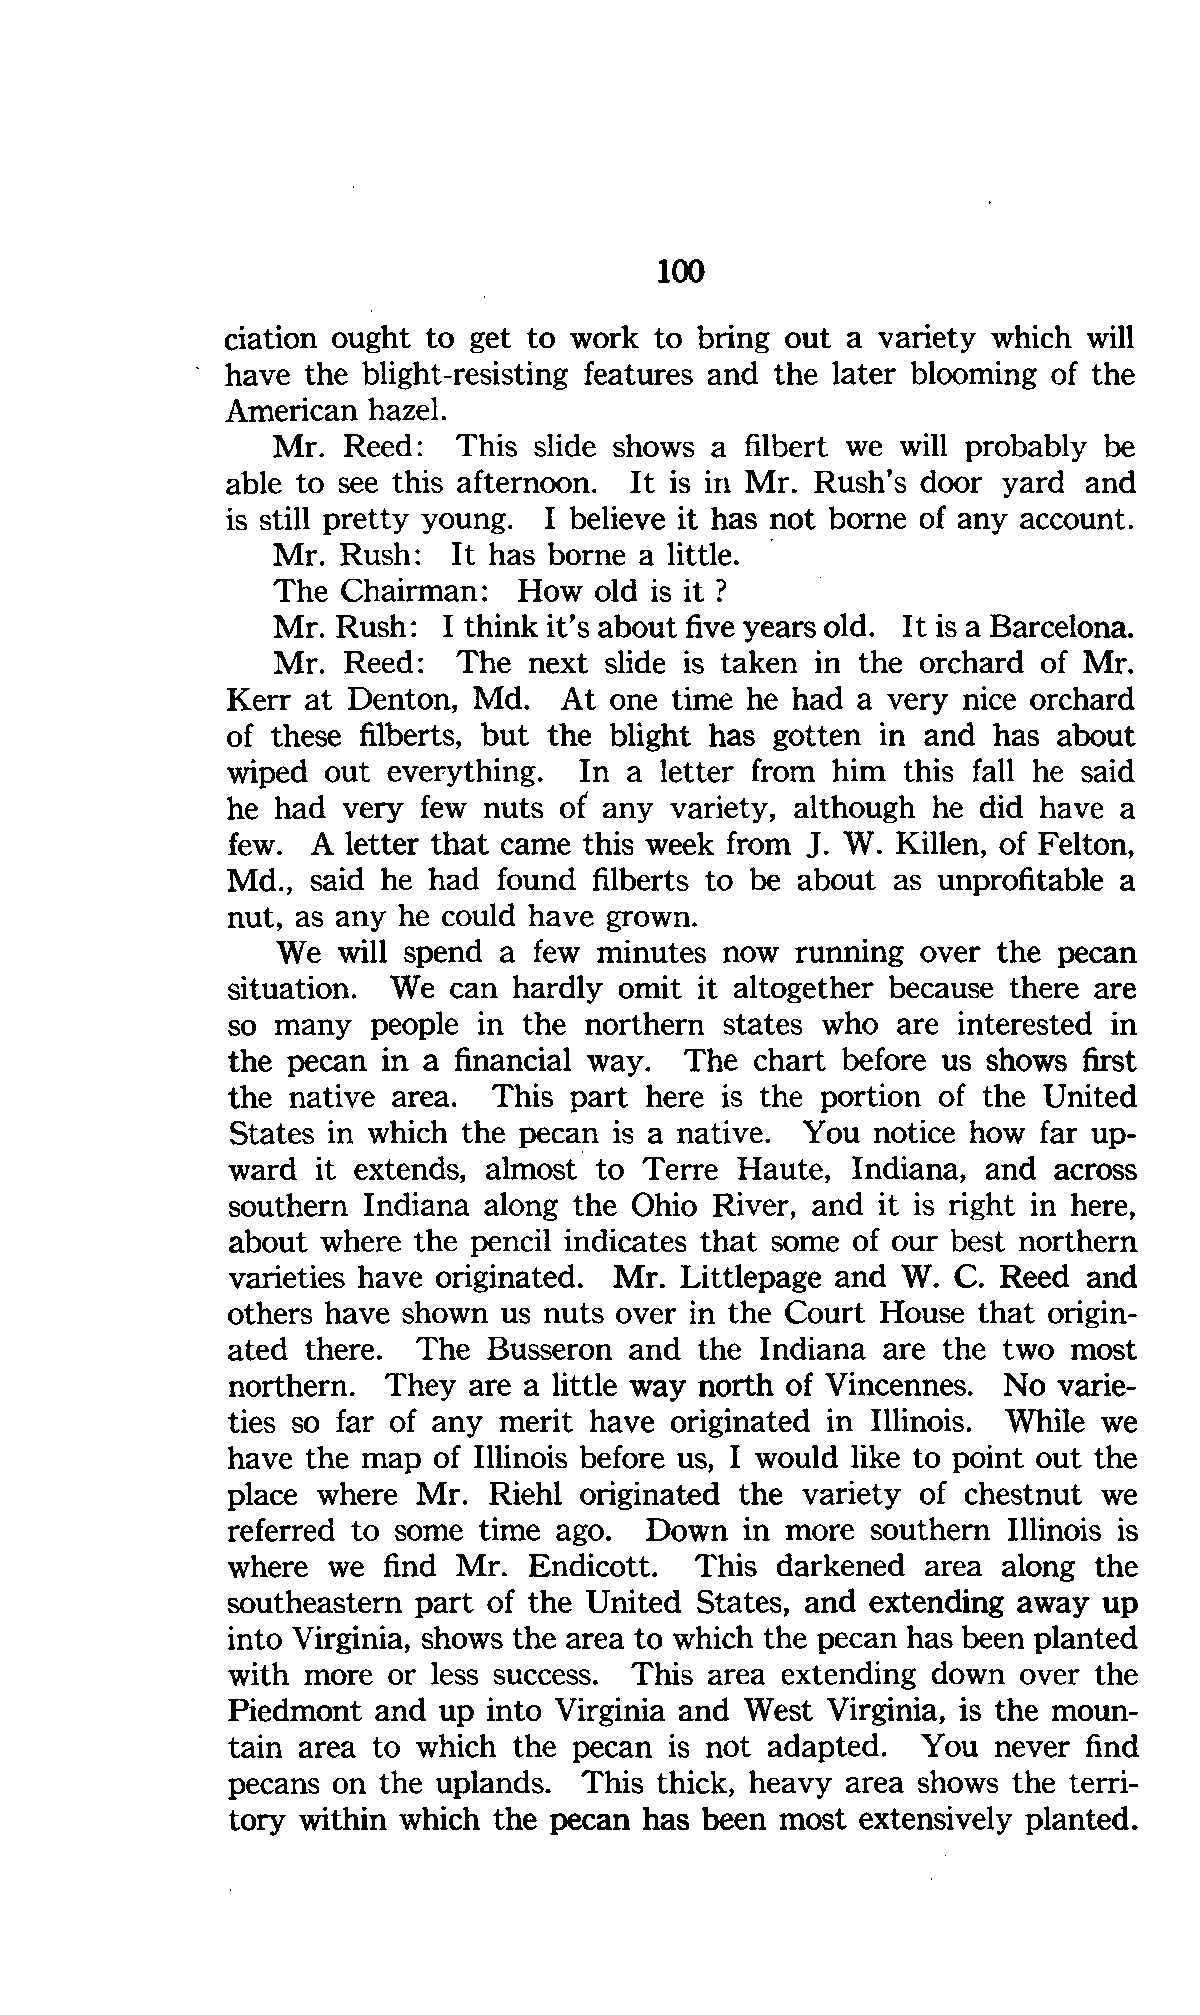 100
ciation ought to get to work to bring out a variety which will
have the blight-resisting features and the later blooming of the
American hazel.
Mr. Reed: This slide shows a filbert we will probably be
able to see this afternoon. It is in Mr. Rush's door yard and
is still pretty young. I believe it has not borne of any account.
Mr. Rush: It has borne a little.
The Chairman: How old is it ?
Mr. Rush: I think it's about five years old. It is a Barcelona.
Mr. Reed: The next slide is taken in the orchard of Mr.
Kerr at Denton, Md. At one time he had a very nice orchard
of these filberts, but the blight has gotten in and has about
wiped out everything. In a letter from him this fall he said
he had very few nuts of any variety, although he did have a
few. A letter that came this week from J. W. Killen, of Felton,
Md., said he had found filberts to be about as unprofitable a
nut, as any he could have grown.
We will spend a few minutes now running over the pecan
situation. We can hardly omit it altogether because there are
so many people in the northern states who are interested in
the pecan in a financial way. The chart before us shows first
the native area. This part here is the portion of the United
States in which the pecan is a native. You notice how far up-
ward it extends, almost to Terre Haute, Indiana, and across
southern Indiana along the Ohio River, and it is right in here,
about where the pencil indicates that some of our best northern
varieties have originated. Mr. Littlepage and W. C. Reed and
others have shown us nuts over in the Court House that origin-
ated there. The Busseron and the Indiana are the two most
northern. They are a little way north of Vincennes. No varie-
ties so far of any merit have originated in Illinois. While we
have the map of Illinois before us, I would like to point out the
place where Mr. Riehl originated the variety of chestnut we
referred to some time ago. Down in more southern Illinois is
where we find Mr. Endicott. This darkened area along the
southeastern part of the United States, and extending away up
into Virginia, shows the area to which the pecan has been planted
with more or less success. This area extending down over the
Piedmont and up into Virginia and West Virginia, is the moun-
tain area to which the pecan is not adapted. You never find
pecans on the uplands. This thick, heavy area shows the terri-
tory within which the pecan has been most extensively planted.